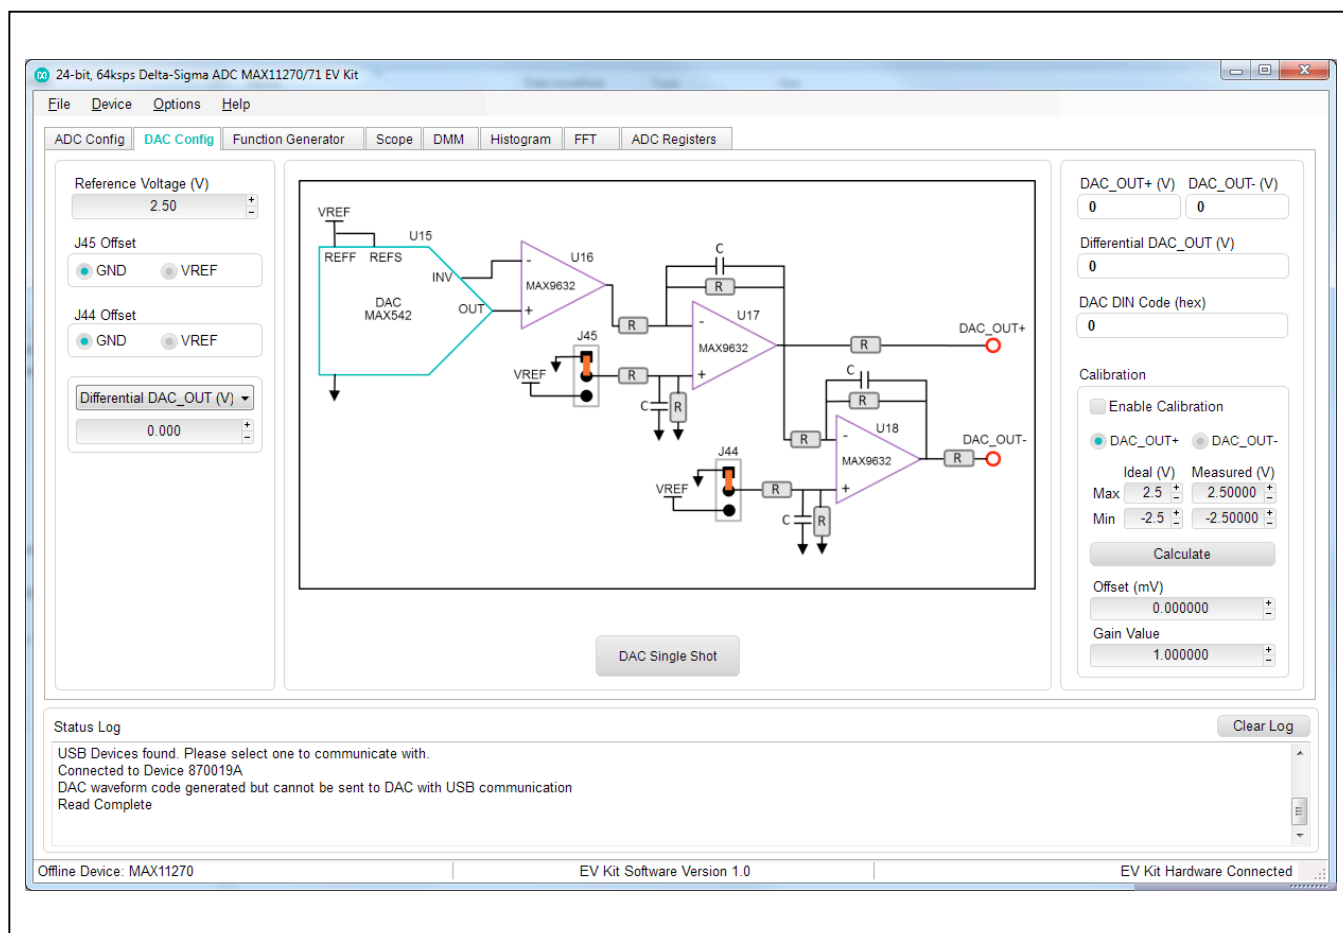 24-bit, 64ksps Delta-Sigma ADC MAX11270/71 EV Kit
File Device Options Help
ADC Config DAC Config Function Generator Scope DMM Histogram FFT ADC Registers
Reference Voltage (V)
2.50
J45 Offset
GND VREF
J44 Offset
GND VREF
Differential DAC_OUT (V)
0.000
VREF
U15
REFF REFS
INV
DAC
MAX542
OUT
U16
-
MAX9632
+
C
R
R
U17
-
MAX9632
+
J45
VREF
R
C
R
R
DAC_OUT+
C
R
R
U18
-
MAX9632
+
R
DAC_OUT-
J44
VREF
R
C
R
DAC Single Shot
DAC_OUT+ (V) DAC_OUT- (V)
0 0
Differential DAC_OUT (V)
0
DAC DIN Code (hex)
0
Calibration
Enable Calibration
DAC_OUT+ DAC_OUT-
Ideal (V) Measured (V)
Max 2.5 2.50000
Min -2.5 -2.50000
Calculate
Offset (mV)
0.000000
Gain Value
1.000000
Status Log
Clear Log
USB Devices found. Please select one to communicate with.
Connected to Device 870019A
DAC waveform code generated but cannot be sent to DAC with USB communication
Read Complete
Offline Device: MAX11270 EV Kit Software Version 1.0 EV Kit Hardware Connected